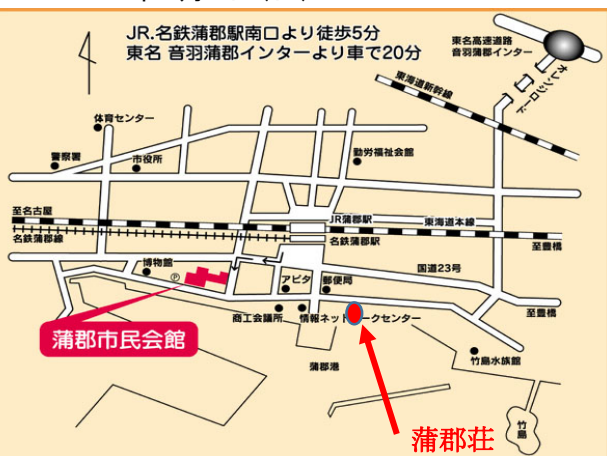 JR.名鉄蒲郡駅南口より徒歩5分
東名 音羽蒲郡インターより車で20分
東名高速道路
音羽蒲郡インター
オレンジロード
東海道新幹線
体育センター
警察署
市役所
勤労福祉会館
至名古屋
JR蒲郡駅
東海道本線
名鉄蒲郡線
名鉄蒲郡駅
至豊橋
博物館
P
国道23号
アピタ
郵便局
商工会議所
情報ネットワークセンター
至豊橋
蒲郡市民会館
竹島水族館
蒲郡港
竹島
蒲郡荘